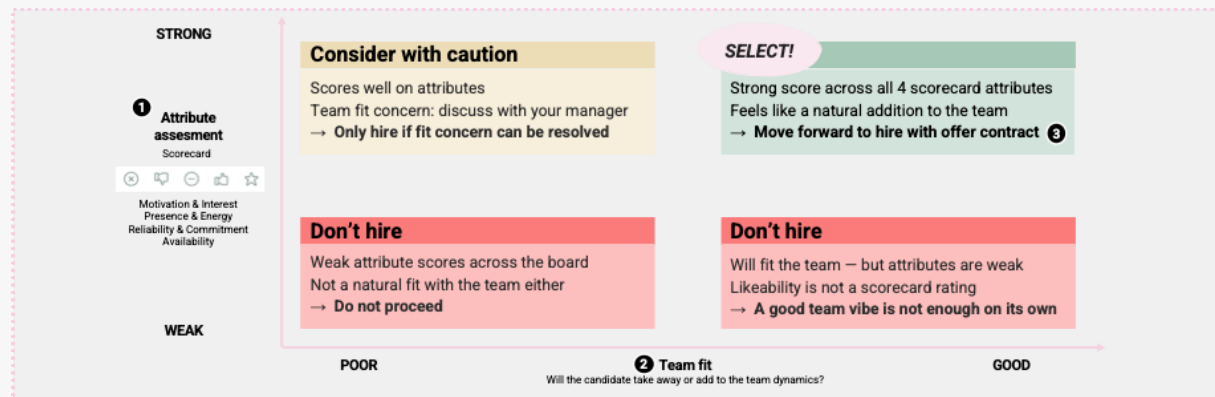 STRONG
1
Attribute
assesment
Scorecard
Motivation & Interest
Presence & Energy
Reliability & Commitment
Availability
WEAK
Consider with caution
Scores well on attributes
Team fit concern: discuss with your manager
→ Only hire if fit concern can be resolved
SELECT!
Strong score across all 4 scorecard attributes
Feels like a natural addition to the team
→ Move forward to hire with offer contract 3
Don't hire
Weak attribute scores across the board
Not a natural fit with the team either
→ Do not proceed
Don't hire
Will fit the team — but attributes are weak
Likeability is not a scorecard rating
→ A good team vibe is not enough on its own
POOR
2 Team fit
Will the candidate take away or add to the team dynamics?
GOOD